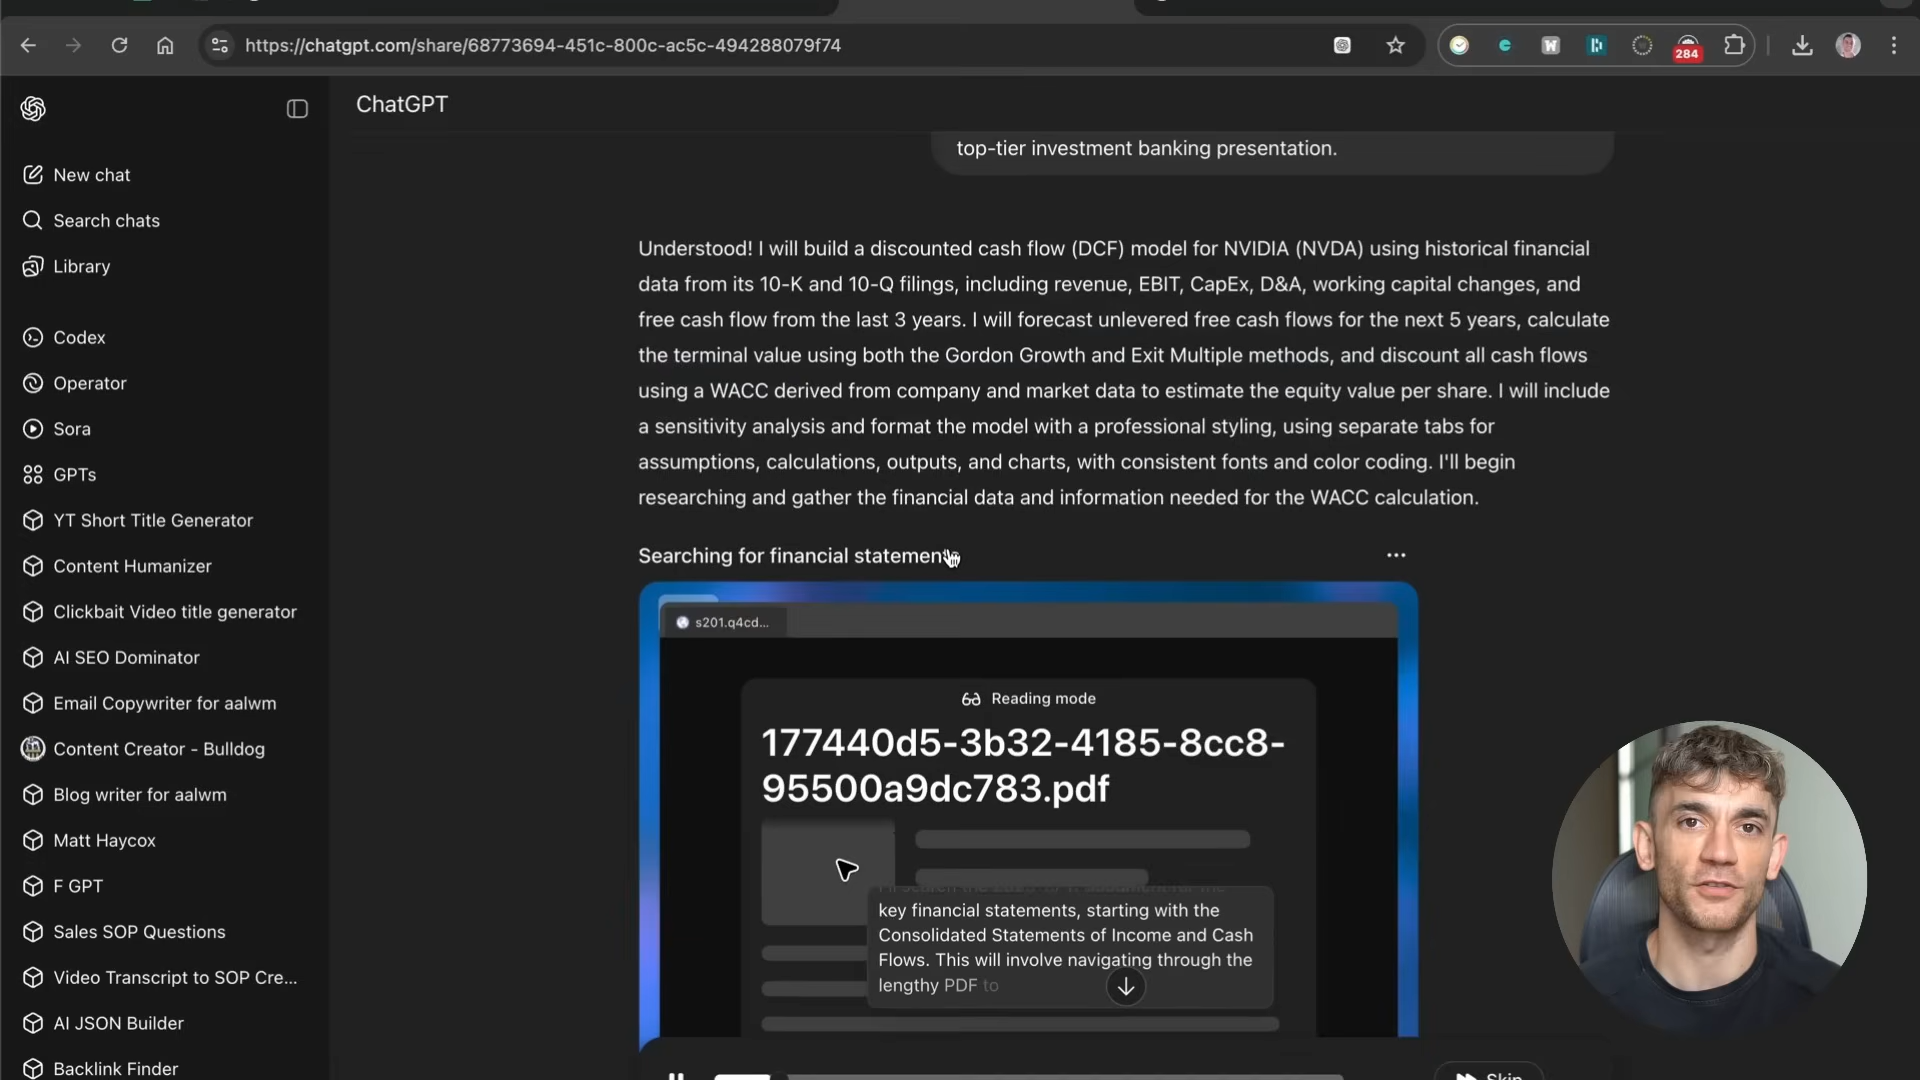 https://chatgpt.com/share/68773694-451c-800c-ac5c-494288079f74
284
ChatGPT
New chat
Search chats
Library
Codex
Operator
Sora
GPTs
YT Short Title Generator
Content Humanizer
Clickbait Video title generator
AI SEO Dominator
Email Copywriter for aalwm
Content Creator - Bulldog
Blog writer for aalwm
Matt Haycox
F GPT
Sales SOP Questions
Video Transcript to SOP Cre...
AI JSON Builder
Backlink Finder
top-tier investment banking presentation.
Understood! I will build a discounted cash flow (DCF) model for NVIDIA (NVDA) using historical financial
data from its 10-K and 10-Q filings, including revenue, EBIT, CapEx, D&A, working capital changes, and
free cash flow from the last 3 years. I will forecast unlevered free cash flows for the next 5 years, calculate
the terminal value using both the Gordon Growth and Exit Multiple methods, and discount all cash flows
using a WACC derived from company and market data to estimate the equity value per share. I will include
a sensitivity analysis and format the model with a professional styling, using separate tabs for
assumptions, calculations, outputs, and charts, with consistent fonts and color coding. I'll begin
researching and gather the financial data and information needed for the WACC calculation.
Searching for financial statements
s201.q4cd...
Reading mode
177440d5-3b32-4185-8cc8-
95500a9dc783.pdf
key financial statements, starting with the
Consolidated Statements of Income and Cash
Flows. This will involve navigating through the
lengthy PDF to
Skip